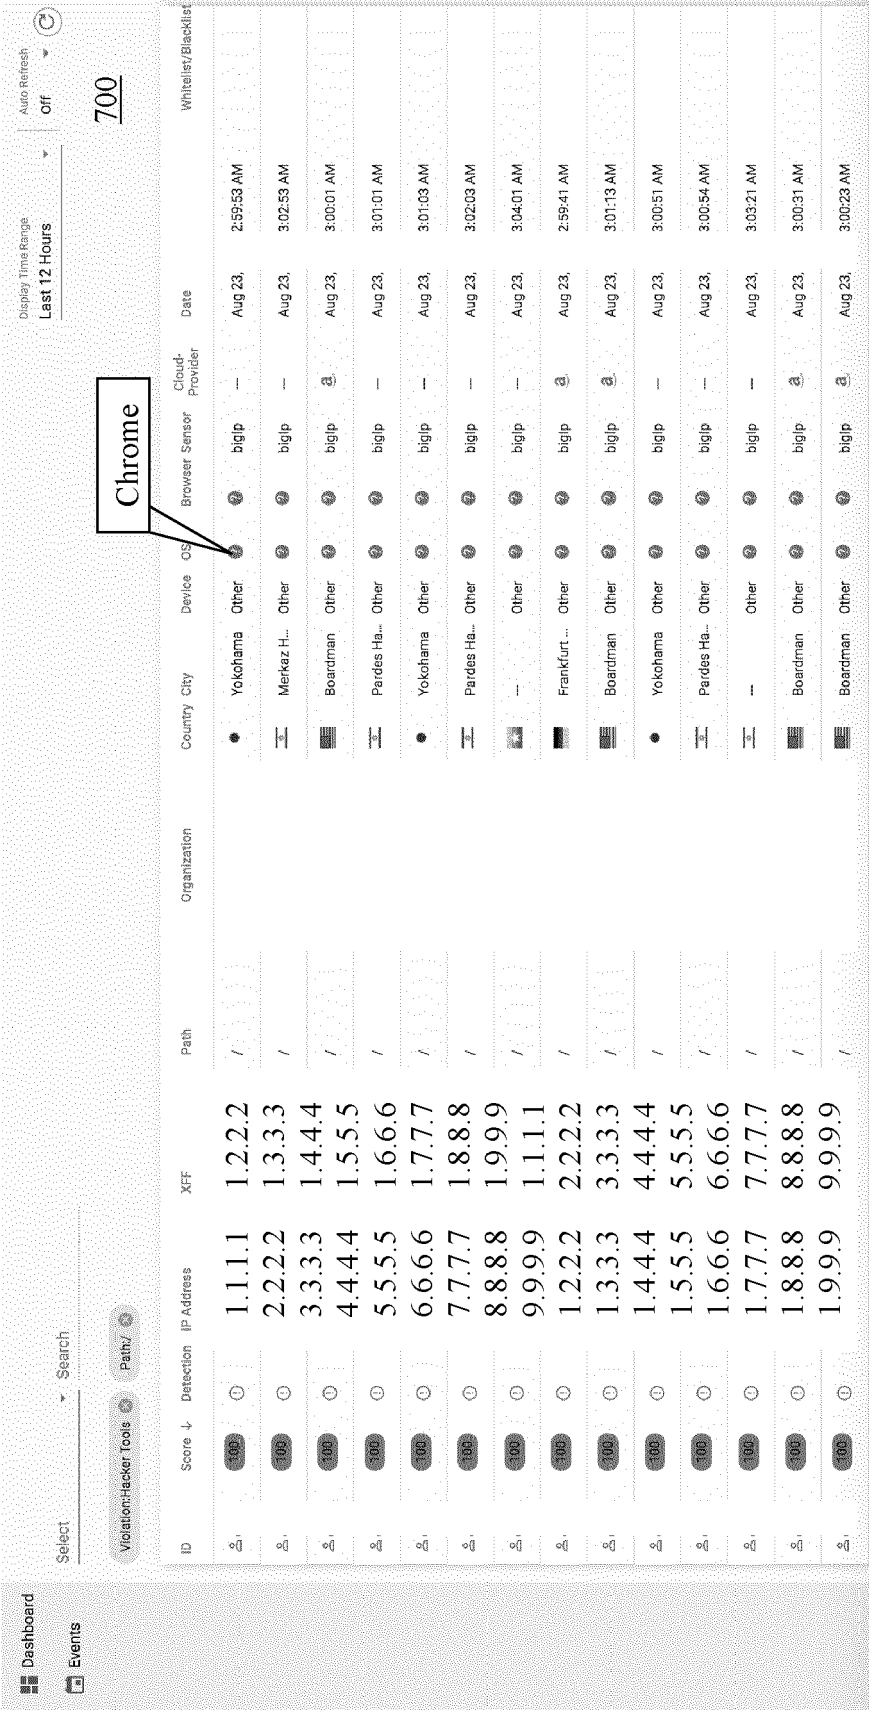 Dashboard
Events
Select
Search
Display Time Range
Last 12 Hours
Auto Refresh
Off
Violation:Hacker Tools
Path:/
700
Chrome
ID Score ↓ Detection IP Address XFF Path Organization Country City Device OS Browser Sensor Cloud-Provider Date Whitelist/Blacklist
100 / Yokohama Other bigip --- Aug 23, 2:59:53 AM
100 / Merkaz H... Other bigip --- Aug 23, 3:02:53 AM
100 / Boardman Other bigip a Aug 23, 3:00:01 AM
100 / Pardes Ha... Other bigip --- Aug 23, 3:01:01 AM
100 / Yokohama Other bigip --- Aug 23, 3:01:03 AM
100 / Pardes Ha... Other bigip --- Aug 23, 3:02:03 AM
100 / --- Other bigip --- Aug 23, 3:04:01 AM
100 / Frankfurt ... Other bigip a Aug 23, 2:59:41 AM
100 / Boardman Other bigip a Aug 23, 3:01:13 AM
100 / Yokohama Other bigip --- Aug 23, 3:00:51 AM
100 / Pardes Ha... Other bigip --- Aug 23, 3:00:54 AM
100 / --- Other bigip --- Aug 23, 3:03:21 AM
100 / Boardman Other bigip a Aug 23, 3:00:31 AM
100 / Boardman Other bigip a Aug 23, 3:00:23 AM
1.1.1.1 1.2.2.2
2.2.2.2 1.3.3.3
3.3.3.3 1.4.4.4
4.4.4.4 1.5.5.5
5.5.5.5 1.6.6.6
6.6.6.6 1.7.7.7
7.7.7.7 1.8.8.8
8.8.8.8 1.9.9.9
9.9.9.9 1.1.1.1
1.2.2.2 2.2.2.2
1.3.3.3 3.3.3.3
1.4.4.4 4.4.4.4
1.5.5.5 5.5.5.5
1.6.6.6 6.6.6.6
1.7.7.7 7.7.7.7
1.8.8.8 8.8.8.8
1.9.9.9 9.9.9.9